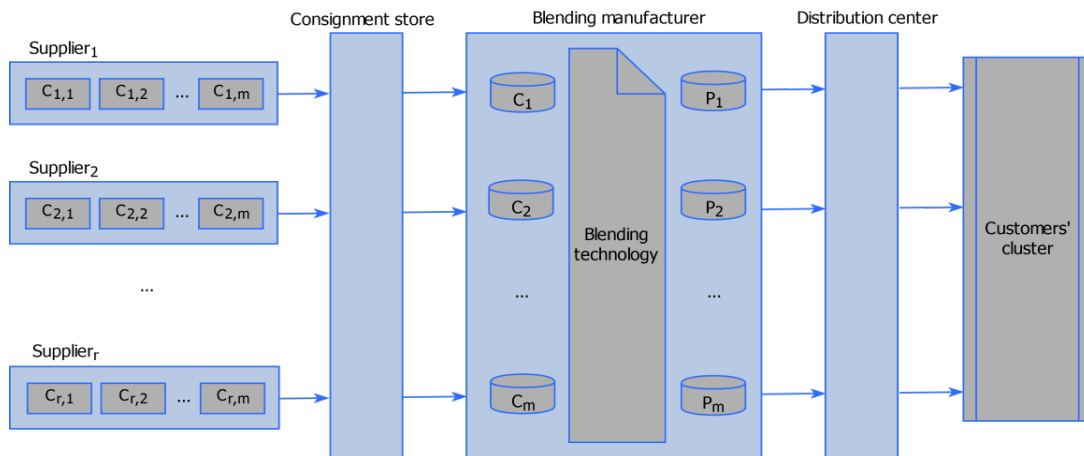 Consignment store
Blending manufacturer
Distribution center
Supplier₁
C₁,₁ C₁,₂ ... C₁,m
C₁
P₁
Supplier₂
C₂,₁ C₂,₂ ... C₂,m
C₂
P₂
Blending
technology
Customers'
cluster
...
...
...
Supplierᵣ
Cr,₁ Cr,₂ ... Cr,m
Cm
Pm